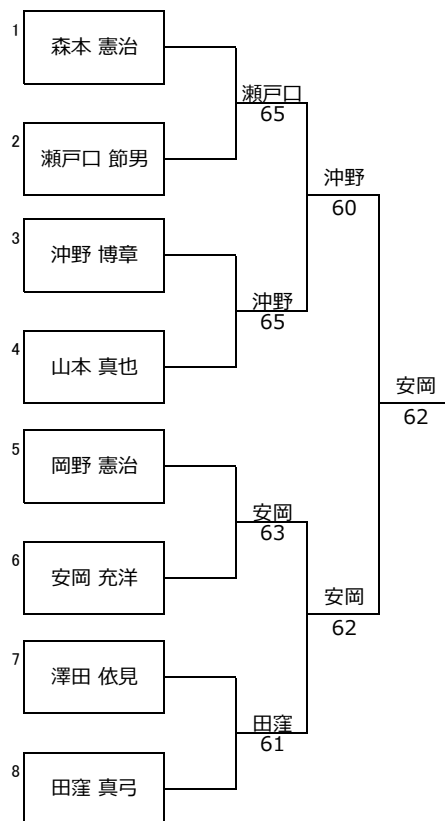 1
森本 憲治
瀬戸口
65
2
瀬戸口 節男
沖野
60
3
沖野 博章
沖野
65
4
山本 真也
安岡
62
5
岡野 憲治
安岡
63
6
安岡 充洋
安岡
62
7
澤田 依見
田窪
61
8
田窪 真弓